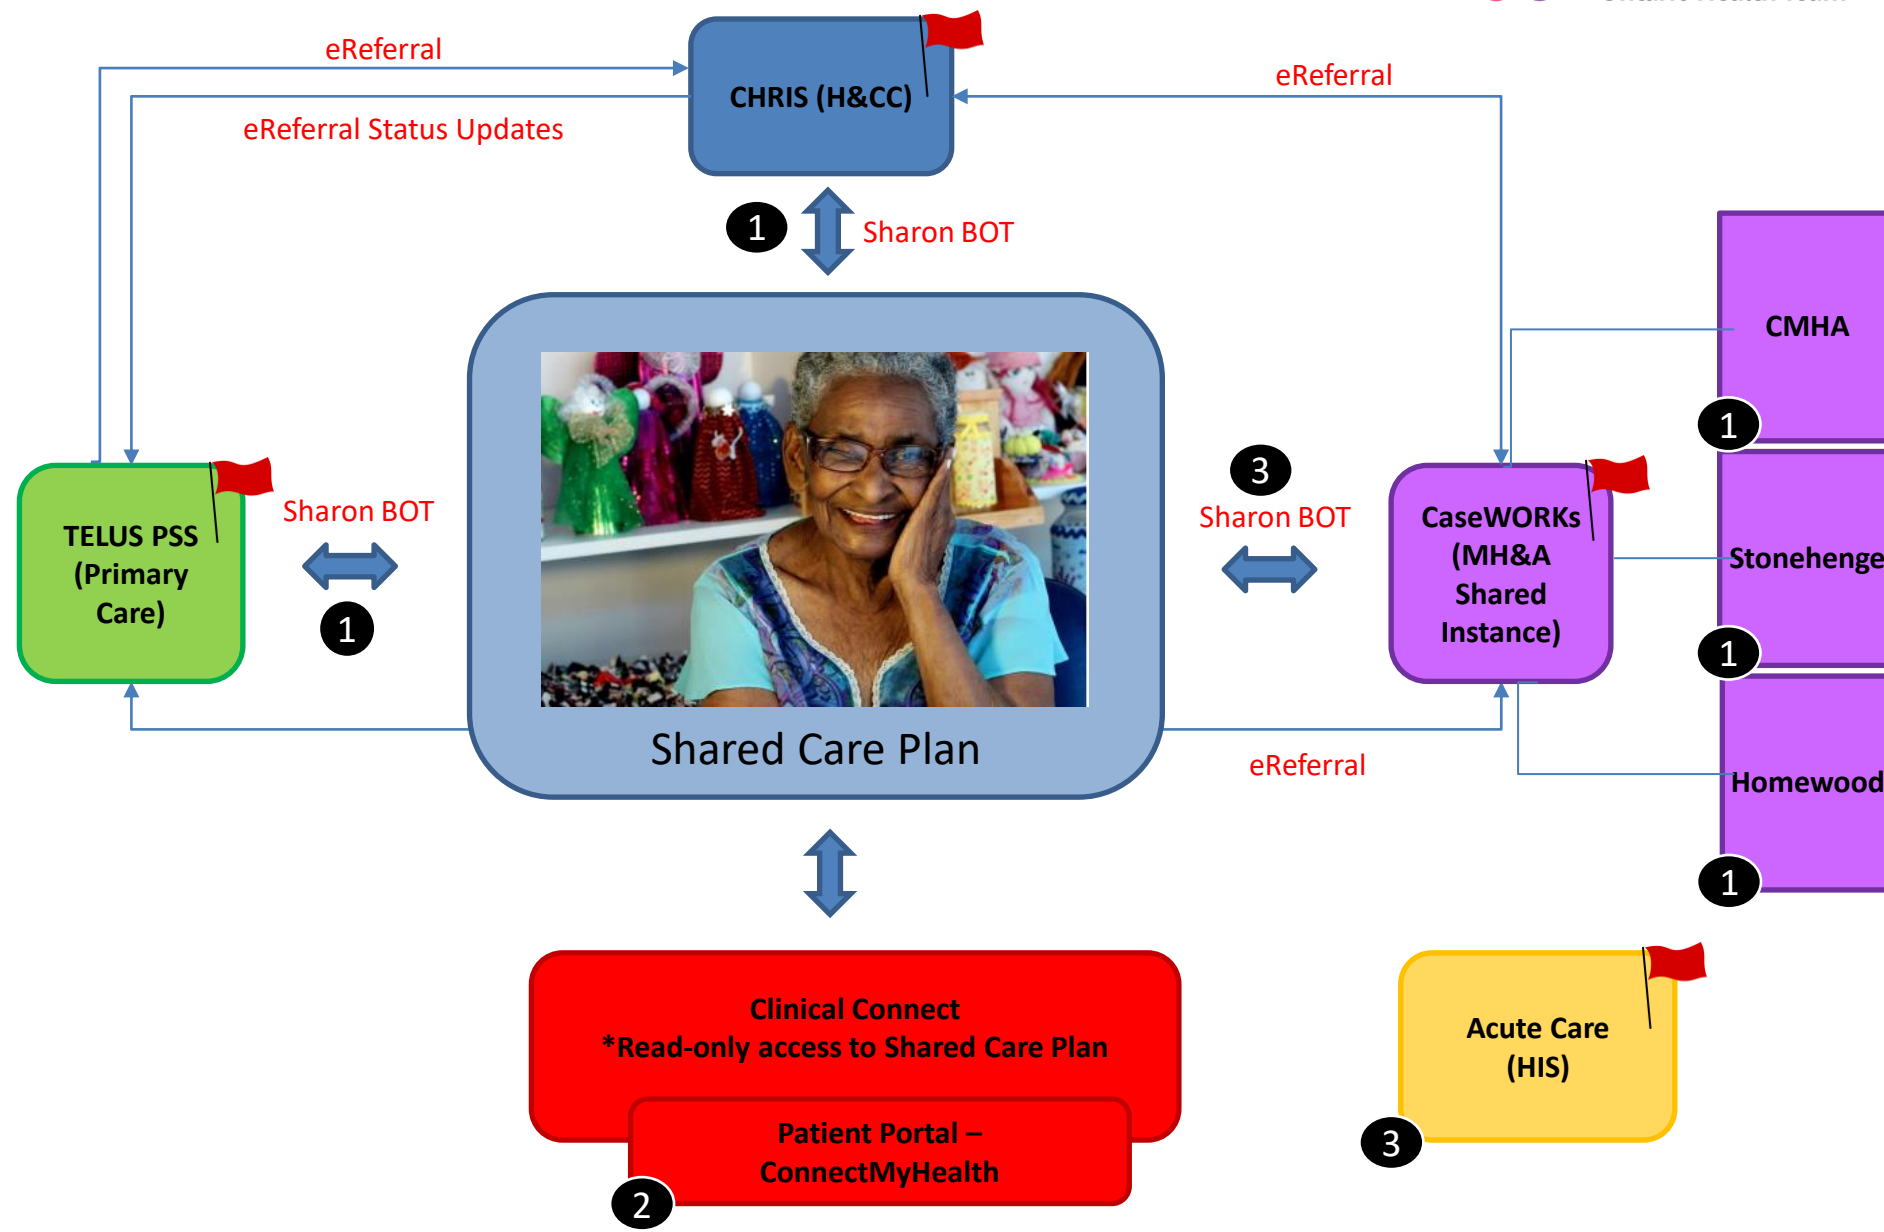 eReferral
CHRIS (H&CC)
eReferral
eReferral Status Updates
1
Sharon BOT
CMHA
1
TELUS PSS
(Primary
Care)
Sharon BOT
1
Shared Care Plan
3
Sharon BOT
CaseWORKs
(MH&A
Shared
Instance)
Stonehenge
1
eReferral
Homewood
1
Clinical Connect
*Read-only access to Shared Care Plan
Patient Portal –
ConnectMyHealth
2
Acute Care
(HIS)
3